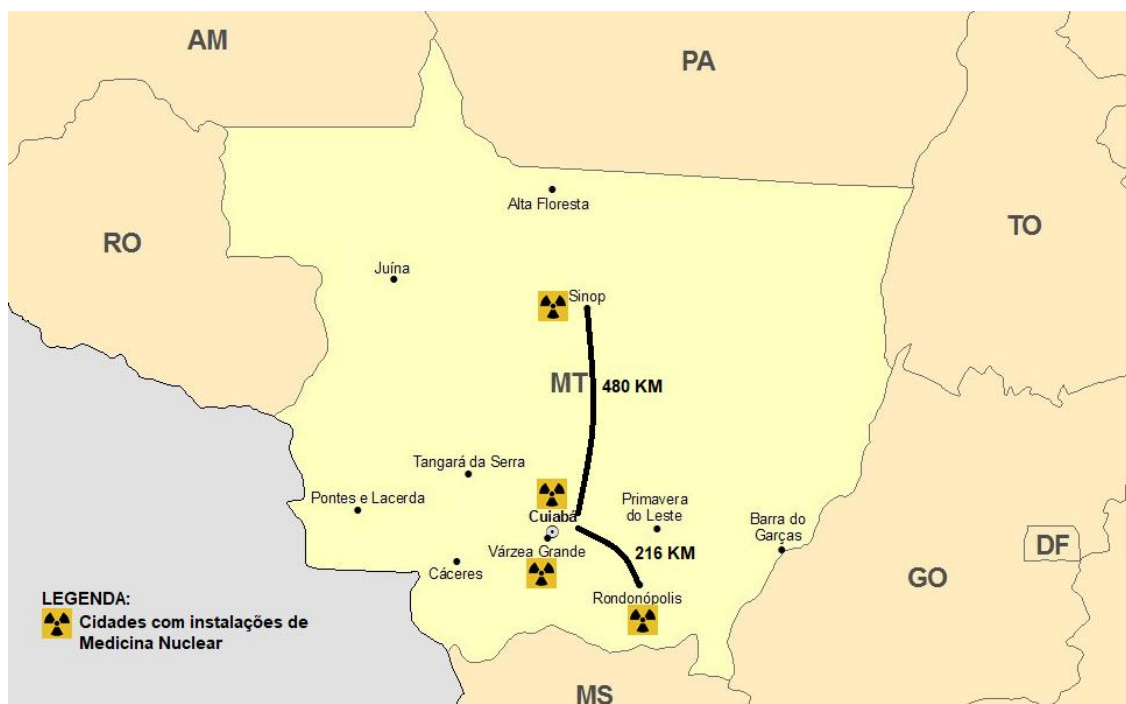 AM
PA
Alta Floresta
RO
TO
Juína
Sinop
MT
480 KM
Tangará da Serra
Pontes e Lacerda
Cuiabá
Primavera
do Leste
Barra do
Garças
Várzea Grande
216 KM
DF
Cáceres
GO
Rondonópolis
LEGENDA:
Cidades com instalações de
Medicina Nuclear
MS